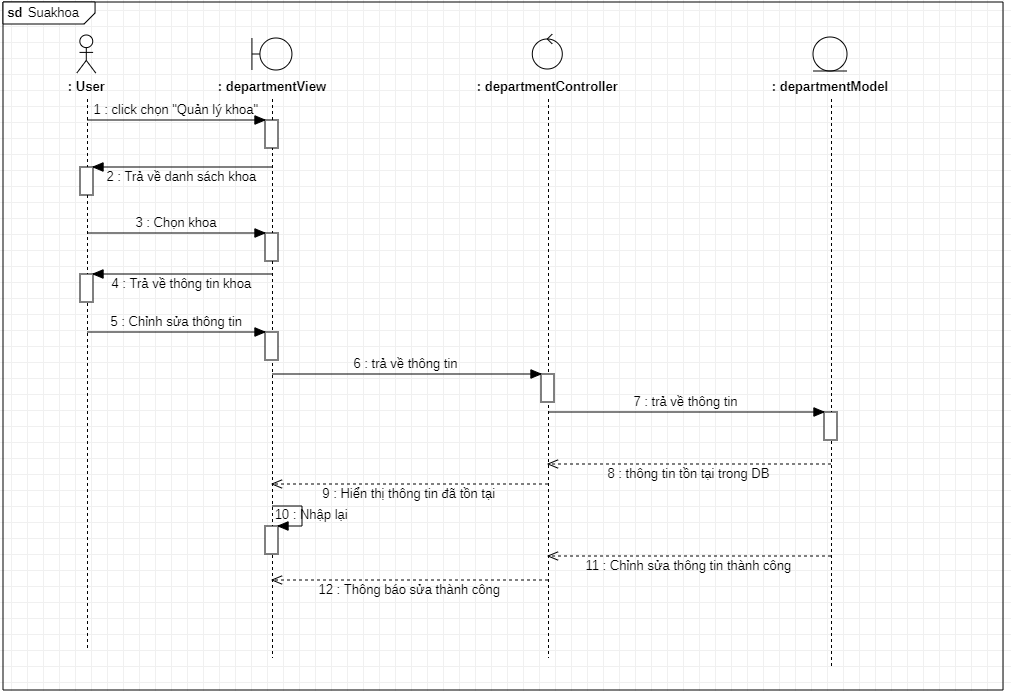 sd Suakhoa
: User
: departmentView
: departmentController
: departmentModel
1 : click chọn "Quản lý khoa"
2 : Trả về danh sách khoa
3 : Chọn khoa
4 : Trả về thông tin khoa
5 : Chỉnh sửa thông tin
6 : trả về thông tin
7 : trả về thông tin
8 : thông tin tồn tại trong DB
9 : Hiển thị thông tin đã tồn tại
10 : Nhập lại
11 : Chỉnh sửa thông tin thành công
12 : Thông báo sửa thành công